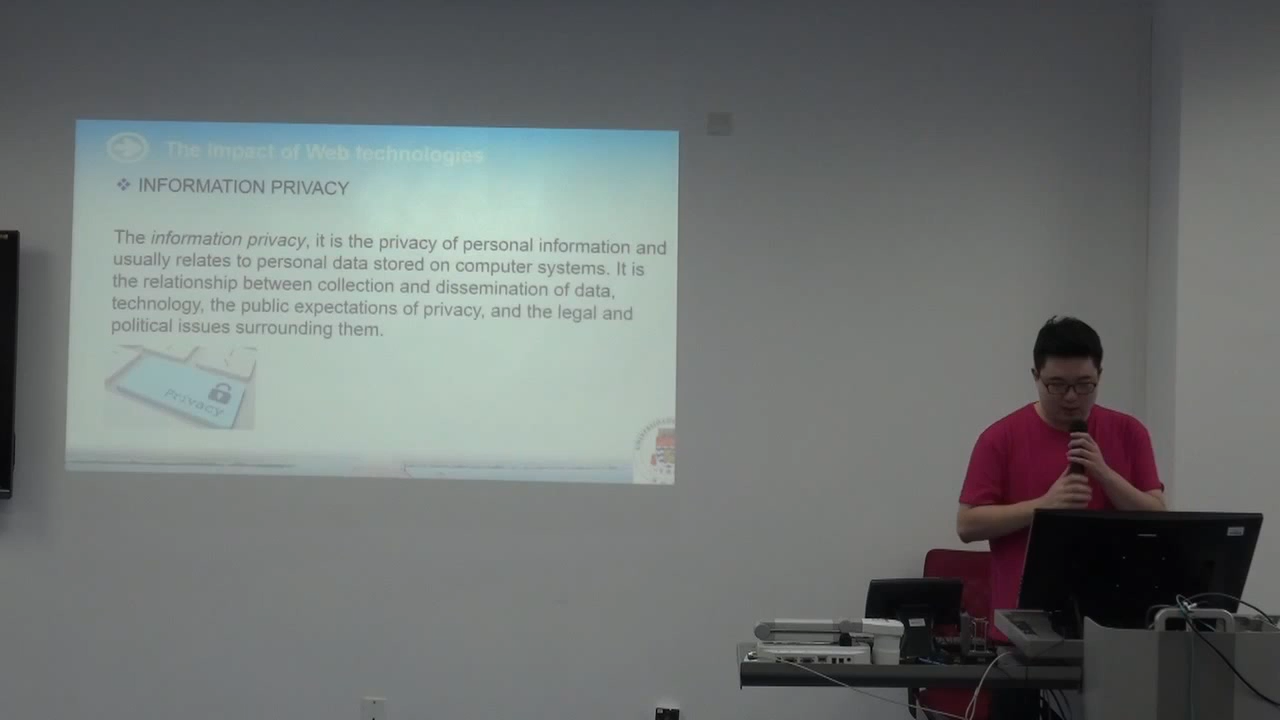 The Impact of Web technologies
❖ INFORMATION PRIVACY
The information privacy, it is the privacy of personal information and
usually relates to personal data stored on computer systems. It is
the relationship between collection and dissemination of data,
technology, the public expectations of privacy, and the legal and
political issues surrounding them.
Privacy